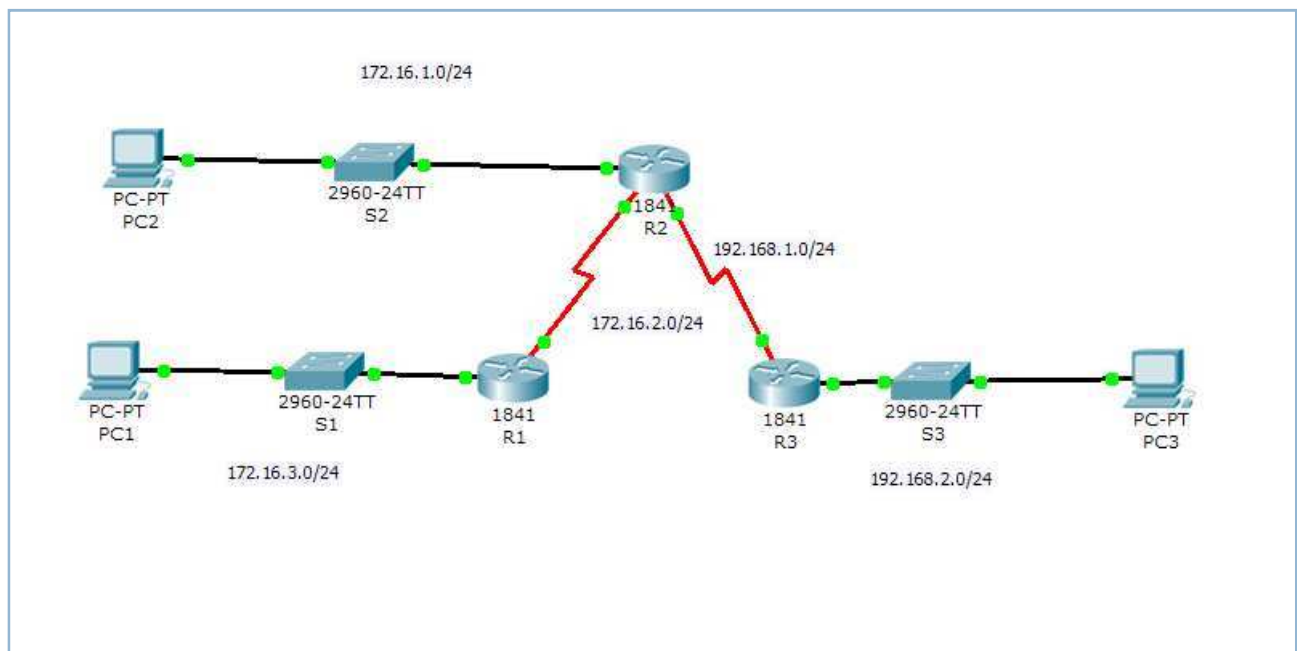 172.16.1.0/24
PC-PT
PC2
2960-24TT
S2
1841
R2
192.168.1.0/24
172.16.2.0/24
PC-PT
PC1
2960-24TT
S1
1841
R1
1841
R3
2960-24TT
S3
PC-PT
PC3
172.16.3.0/24
192.168.2.0/24